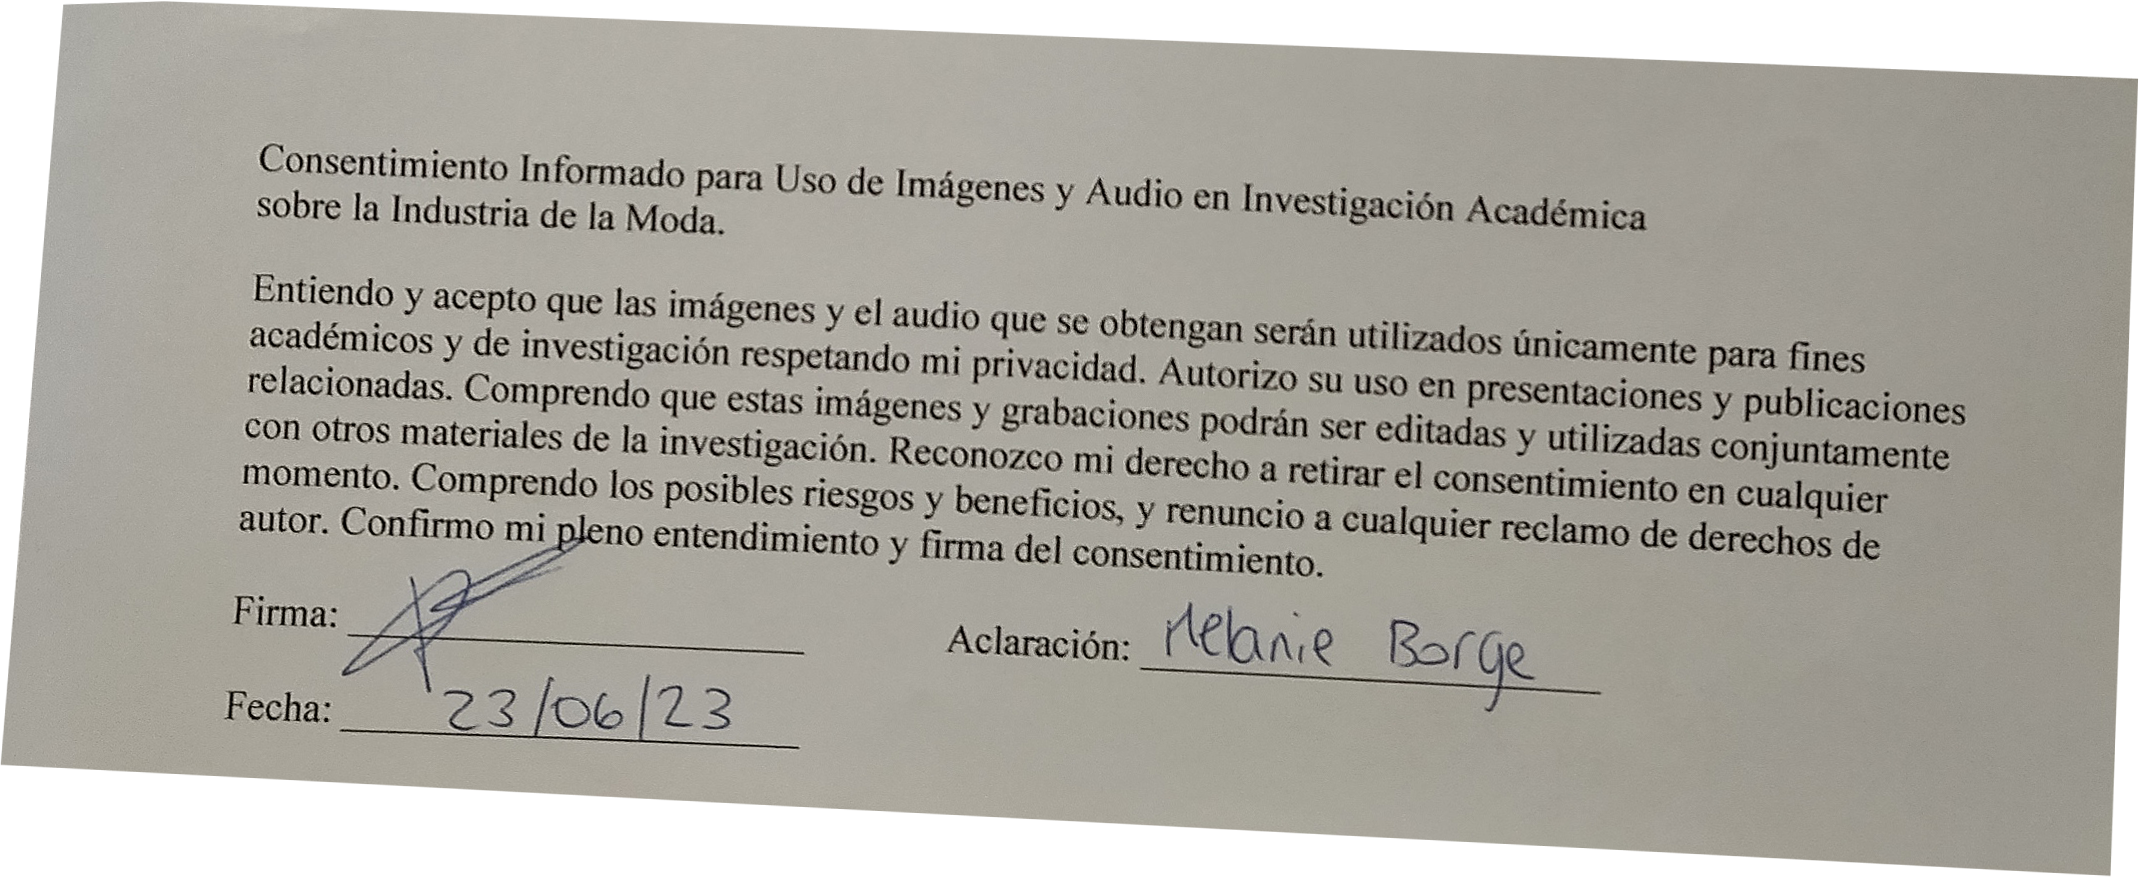 Consentimiento Informado para Uso de Imágenes y Audio en Investigación Académica
sobre la Industria de la Moda.
Entiendo y acepto que las imágenes y el audio que se obtengan serán utilizados únicamente para fines
académicos y de investigación respetando mi privacidad. Autorizo su uso en presentaciones y publicaciones
relacionadas. Comprendo que estas imágenes y grabaciones podrán ser editadas y utilizadas conjuntamente
con otros materiales de la investigación. Reconozco mi derecho a retirar el consentimiento en cualquier
momento. Comprendo los posibles riesgos y beneficios, y renuncio a cualquier reclamo de derechos de
autor. Confirmo mi pleno entendimiento y firma del consentimiento.
Firma: Aclaración: Melanie Borge
Fecha: 23/06/23